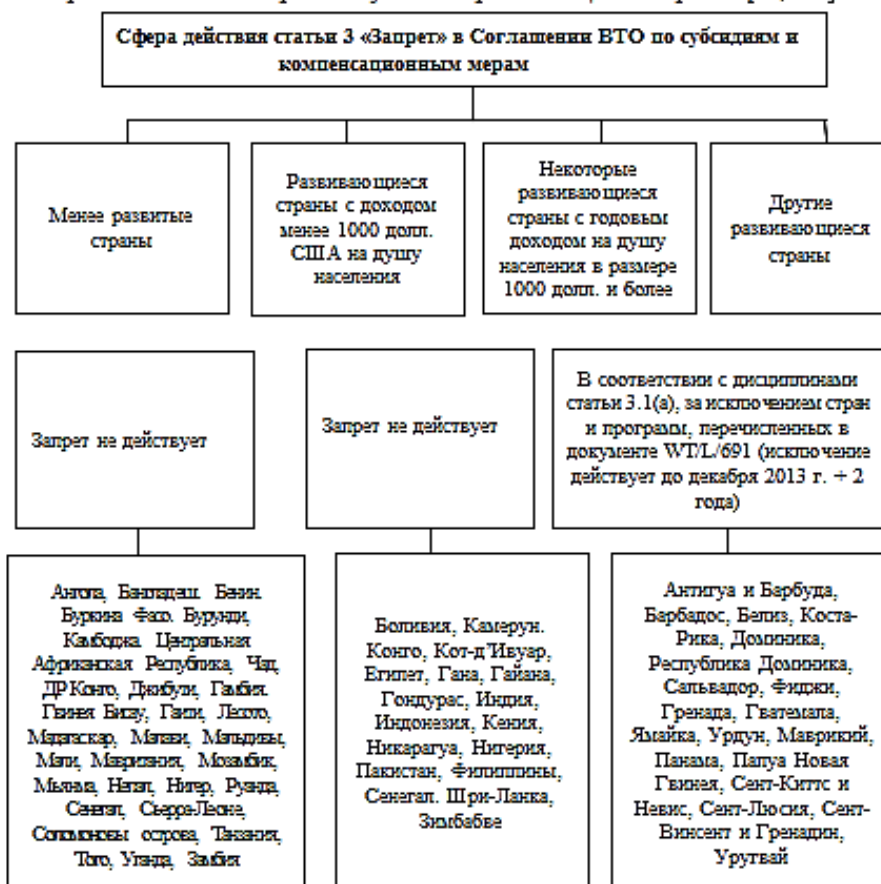 Сфера действия статьи 3 «Запрет» в Соглашении ВТО по субсидиям и
компенсационным мерам
Менее развитые
страны
Развивающиеся
страны с доходом
менее 1000 долл.
США на душу
населения
Некоторые
развивающиеся
страны с годовым
доходом на душу
населения в размере
1000 долл. и более
Другие
развивающиеся
страны
Запрет не действует
Запрет не действует
В соответствии с дисциплинами
статьи 3.1(а), за исключением стран
и программ, перечисленных в
документе WT/L/691 (исключение
действует до декабря 2013 г. + 2
года)
Ангола, Бангладеш. Бенин.
Буркина Фасо. Бурунди,
Камбоджа. Центральная
Африканская Республика, Чад,
ДР Конго, Джибути, Гамбия.
Гвинея Бисау, Гаити, Лесото,
Мадагаскар, Малави, Мальдивы,
Мали, Мавритания, Мозамбик,
Мьянма, Непал, Нигер, Руанда,
Сенегал, Сьерра-Леоне,
Соломоновы острова, Танзания,
Того, Уганда, Замбия
Боливия, Камерун.
Конго, Кот-д’Ивуар,
Египет, Гана, Гайана,
Гондурас, Индия,
Индонезия, Кения,
Никарагуа, Нигерия,
Пакистан, Филиппины,
Сенегал. Шри-Ланка,
Зимбабве
Антигуа и Барбуда,
Барбадос, Белиз, Коста-
Рика, Доминика,
Республика Доминика,
Сальвадор, Фиджи,
Гренада, Гватемала,
Ямайка, Урдун, Маврикий,
Панама, Папуа Новая
Гвинея, Сент-Киттс и
Невис, Сент-Люсия, Сент-
Винсент и Гренадин,
Уругвай